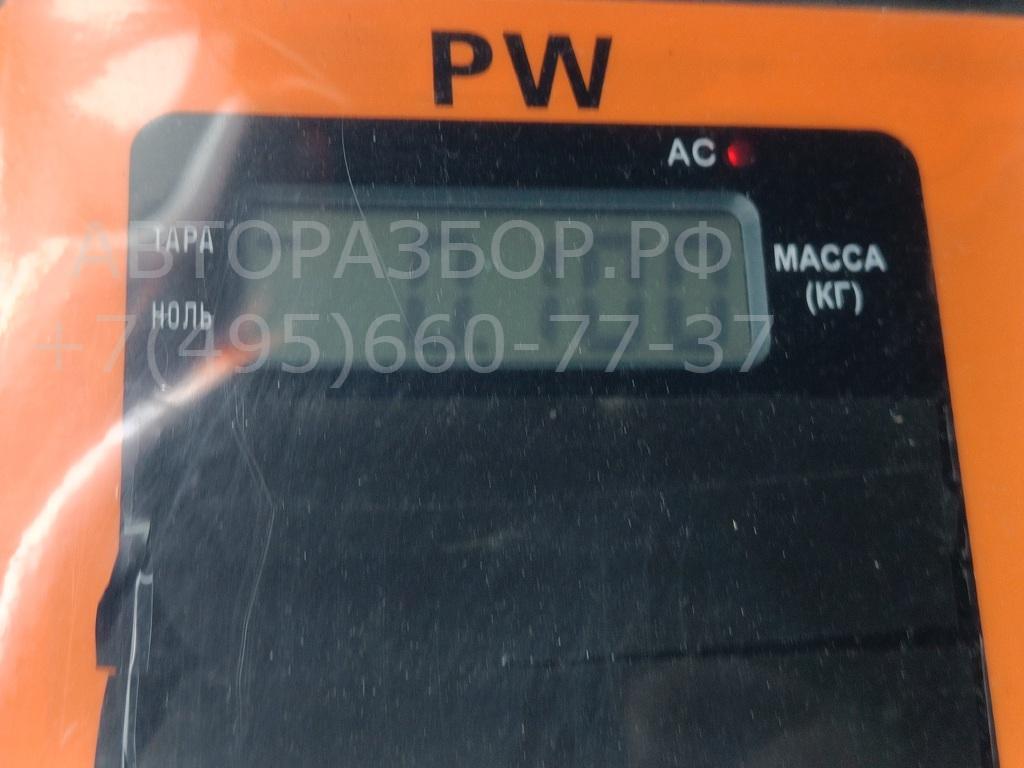 PW
AC
ТАРА
АВТОРАЗБОР.РФ
МАССА
(КГ)
НОЛЬ
+7(495)660-77-37